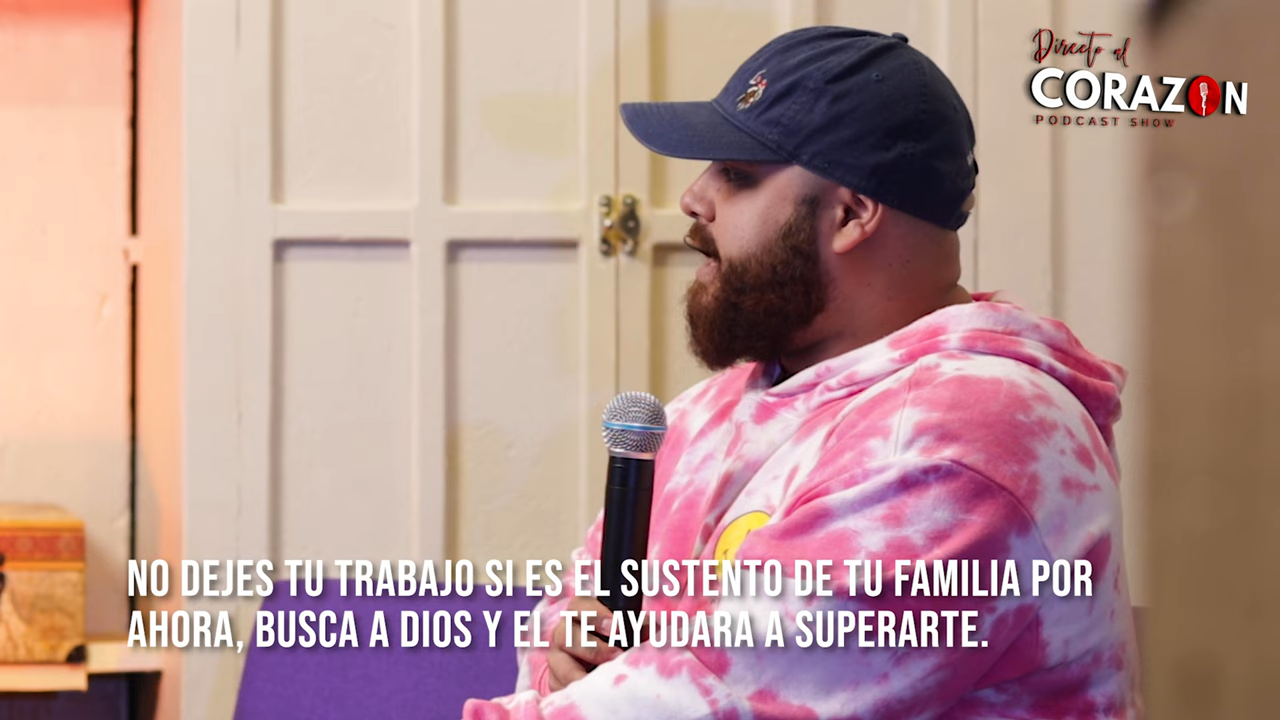 Directo al
CORAZON
PODCAST SHOW
NO DEJES TU TRABAJO SI ES EL SUSTENTO DE TU FAMILIA POR
AHORA, BUSCA A DIOS Y EL TE AYUDARA A SUPERARTE.